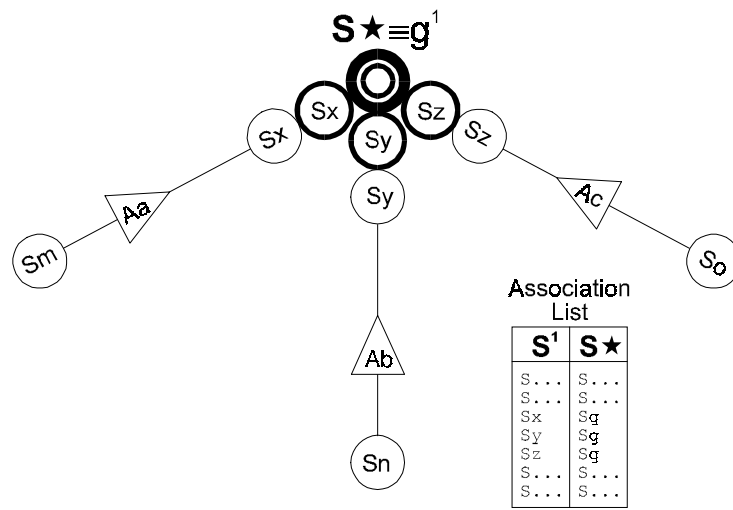 S★≡g¹
Sx Sz
Sx Sy Sz
Sy
Aa Ac
Sm So
Ab
Sn
Association
List
S¹ S★
S... S...
S... S...
Sx Sg
Sy Sg
Sz Sg
S... S...
S... S...